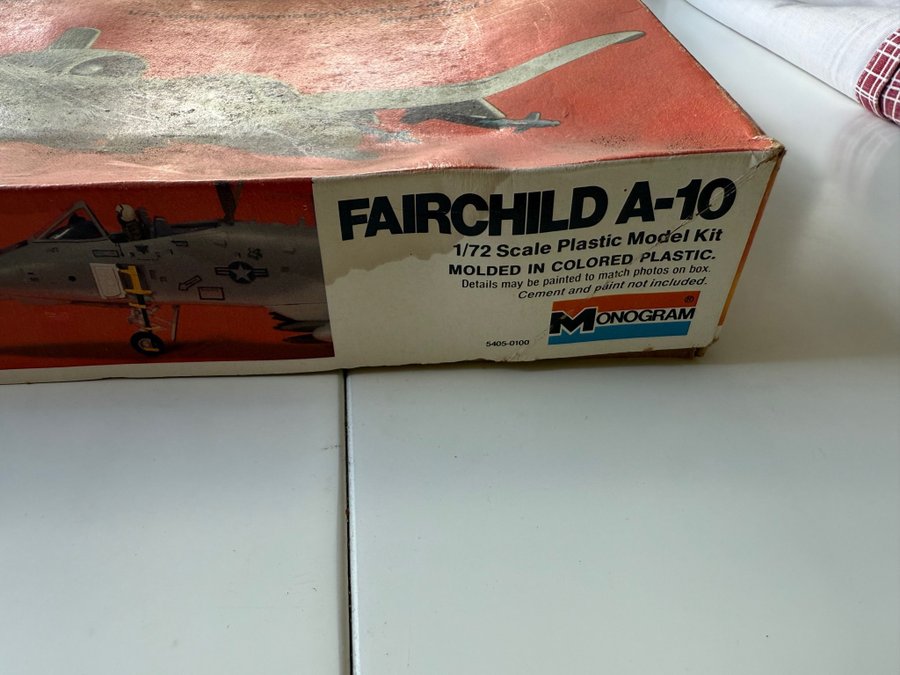 FAIRCHILD A-10
1/72 Scale Plastic Model Kit
MOLDED IN COLORED PLASTIC.
Details may be painted to match photos on box.
Cement and paint not included.
MONOGRAM®
5405-0100